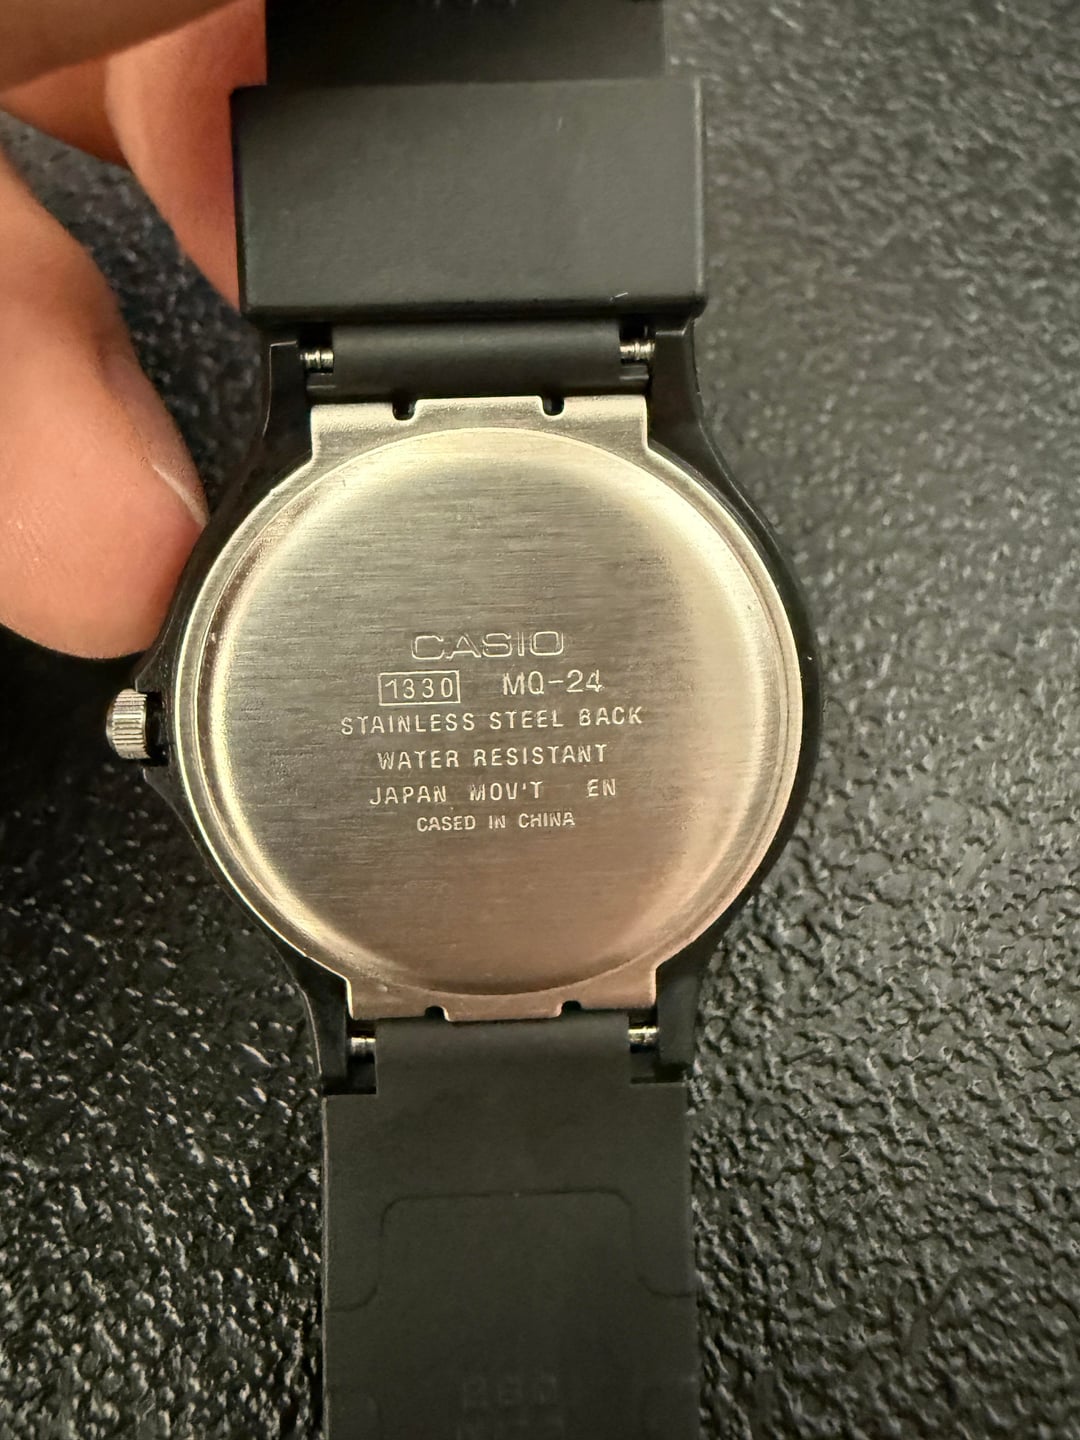 CASIO
1330 MQ-24
STAINLESS STEEL BACK
WATER RESISTANT
JAPAN MOV'T EN
CASED IN CHINA